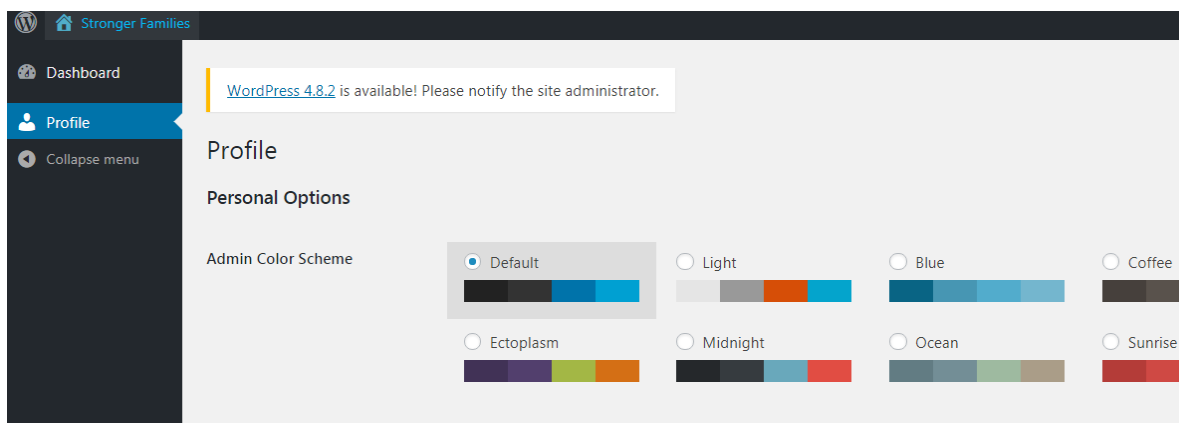 Stronger Families
Dashboard
Profile
Collapse menu
WordPress 4.8.2 is available! Please notify the site administrator.
Profile
Personal Options
Admin Color Scheme
Default
Light
Blue
Coffee
Ectoplasm
Midnight
Ocean
Sunrise